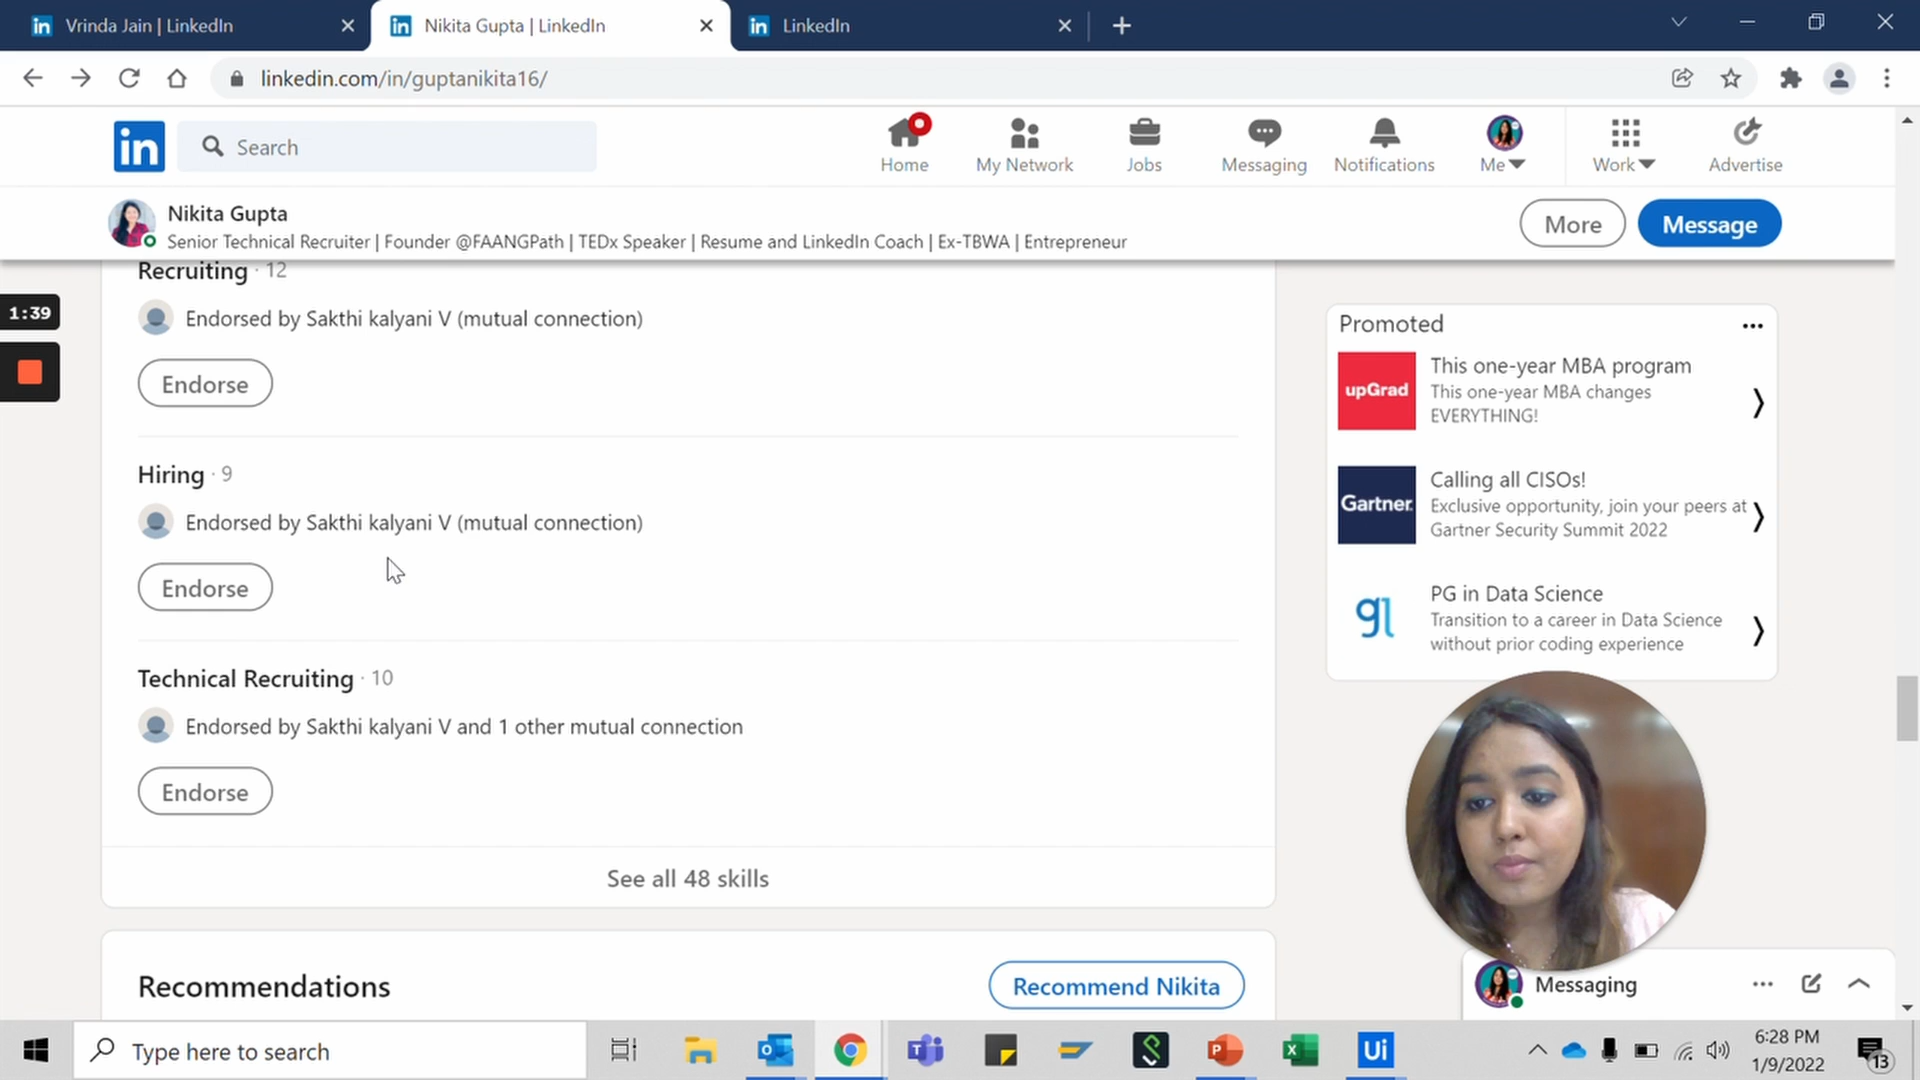 Vrinda Jain | LinkedIn
Nikita Gupta | LinkedIn
LinkedIn
linkedin.com/in/guptanikita16/
in
Search
Home
My Network
Jobs
Messaging
Notifications
Me
Work
Advertise
Nikita Gupta
Senior Technical Recruiter | Founder @FAANGPath | TEDx Speaker | Resume and LinkedIn Coach | Ex-TBWA | Entrepreneur
More
Message
1:39
Recruiting · 12
Endorsed by Sakthi kalyani V (mutual connection)
Endorse
Hiring · 9
Endorsed by Sakthi kalyani V (mutual connection)
Endorse
Technical Recruiting · 10
Endorsed by Sakthi kalyani V and 1 other mutual connection
Endorse
See all 48 skills
Recommendations
Recommend Nikita
Promoted
upGrad
This one-year MBA program
This one-year MBA changes
EVERYTHING!
Gartner
Calling all CISOs!
Exclusive opportunity, join your peers at
Gartner Security Summit 2022
gl
PG in Data Science
Transition to a career in Data Science
without prior coding experience
Messaging
Type here to search
Ui
6:28 PM
1/9/2022
13